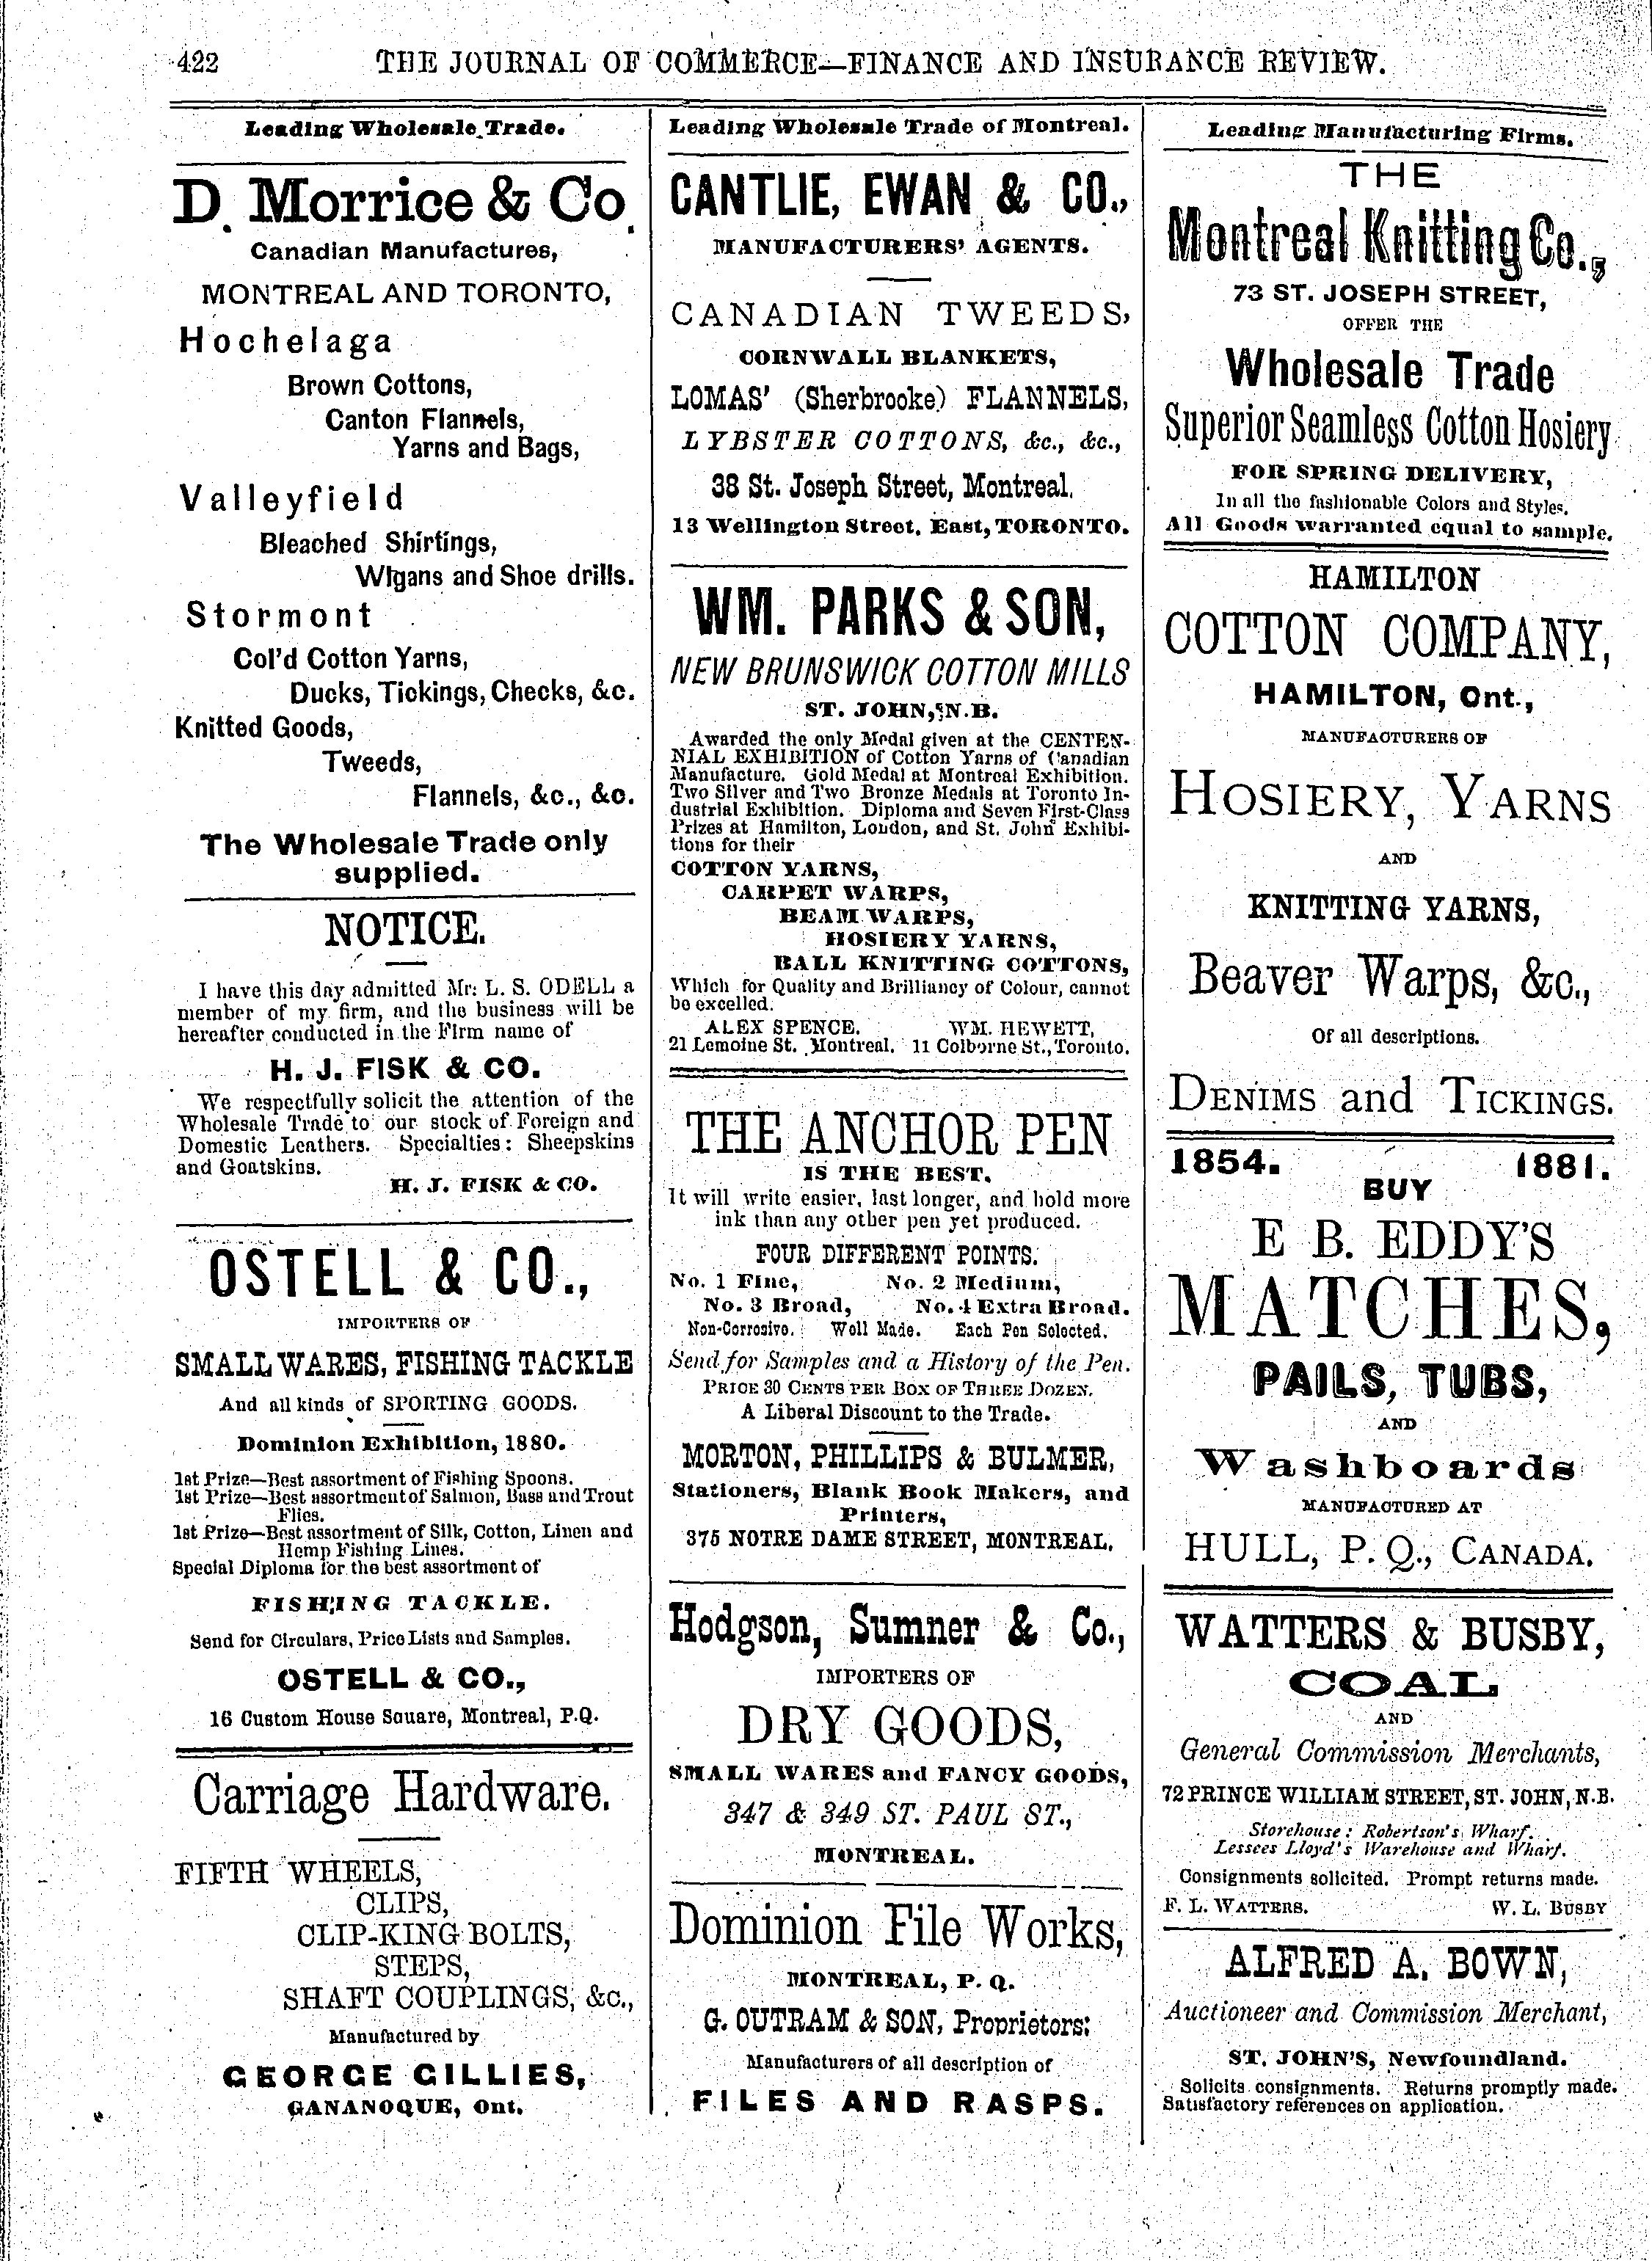 422 THE JOURNAL OF COMMERCE—FINANCE AND INSURANCE REVIEW.
Leading Wholesale Trade.
D. Morrice & Co.
Canadian Manufactures,
MONTREAL AND TORONTO,
Hochelaga
Brown Cottons,
Canton Flannels,
Yarns and Bags,
Valleyfield
Bleached Shirtings,
Wigans and Shoe drills.
Stormont
Col'd Cotton Yarns,
Ducks, Tickings, Checks, &c.
Knitted Goods,
Tweeds,
Flannels, &c., &c.
The Wholesale Trade only
supplied.
NOTICE.
I have this day admitted Mr. L. S. ODELL a
member of my firm, and the business will be
hereafter conducted in the Firm name of
H. J. FISK & CO.
We respectfully solicit the attention of the
Wholesale Trade to our stock of Foreign and
Domestic Leathers. Specialties: Sheepskins
and Goatskins.
H. J. FISK & CO.
OSTELL & CO.,
IMPORTERS OF
SMALL WARES, FISHING TACKLE
And all kinds of SPORTING GOODS.
Dominion Exhibition, 1880.
1st Prize—Best assortment of Fishing Spoons.
1st Prize—Best assortment of Salmon, Bass and Trout
Flies.
1st Prize—Best assortment of Silk, Cotton, Linen and
Hemp Fishing Lines.
Special Diploma for the best assortment of
FISHING TACKLE.
Send for Circulars, Price Lists and Samples.
OSTELL & CO.,
16 Custom House Square, Montreal, P.Q.
Carriage Hardware.
FIFTH WHEELS,
CLIPS,
CLIP-KING BOLTS,
STEPS,
SHAFT COUPLINGS, &c.,
Manufactured by
GEORGE GILLIES,
GANANOQUE, Ont.
Leading Wholesale Trade of Montreal.
CANTLIE, EWAN & CO.,
MANUFACTURERS' AGENTS.
CANADIAN TWEEDS,
CORNWALL BLANKETS,
LOMAS' (Sherbrooke) FLANNELS,
LYBSTER COTTONS, &c., &c.,
38 St. Joseph Street, Montreal.
13 Wellington Street, East, TORONTO.
WM. PARKS & SON,
NEW BRUNSWICK COTTON MILLS
ST. JOHN, N.B.
Awarded the only Medal given at the CENTEN-
NIAL EXHIBITION of Cotton Yarns of Canadian
Manufacture. Gold Medal at Montreal Exhibition.
Two Silver and Two Bronze Medals at Toronto In-
dustrial Exhibition. Diploma and Seven First-Class
Prizes at Hamilton, London, and St. John Exhibi-
tions for their
COTTON YARNS,
CARPET WARPS,
BEAM WARPS,
HOSIERY YARNS,
BALL KNITTING COTTONS,
Which for Quality and Brilliancy of Colour, cannot
be excelled.
ALEX SPENCE. WM. HEWETT,
21 Lemoine St. Montreal. 11 Colborne St., Toronto.
THE ANCHOR PEN
IS THE BEST.
It will write easier, last longer, and hold more
ink than any other pen yet produced.
FOUR DIFFERENT POINTS.
No. 1 Fine, No. 2 Medium,
No. 3 Broad, No. 4 Extra Broad.
Non-Corrosive. Well Made. Each Pen Selected.
Send for Samples and a History of the Pen.
PRICE 30 CENTS PER BOX OF THREE DOZEN.
A Liberal Discount to the Trade.
MORTON, PHILLIPS & BULMER,
Stationers, Blank Book Makers, and
Printers,
375 NOTRE DAME STREET, MONTREAL.
Hodgson, Sumner & Co.,
IMPORTERS OF
DRY GOODS,
SMALL WARES and FANCY GOODS,
347 & 349 ST. PAUL ST.,
MONTREAL.
Dominion File Works,
MONTREAL, P. Q.
G. OUTRAM & SON, Proprietors:
Manufacturers of all description of
FILES AND RASPS.
Leading Manufacturing Firms.
THE
Montreal Knitting Co.,
73 ST. JOSEPH STREET,
OFFER THE
Wholesale Trade
Superior Seamless Cotton Hosiery
FOR SPRING DELIVERY,
In all the fashionable Colors and Styles.
All Goods warranted equal to sample.
HAMILTON
COTTON COMPANY,
HAMILTON, Ont.,
MANUFACTURERS OF
HOSIERY, YARNS
AND
KNITTING YARNS,
Beaver Warps, &c.,
Of all descriptions.
DENIMS and TICKINGS.
1854. 1881.
BUY
E B. EDDY'S
MATCHES,
PAILS, TUBS,
AND
Washboards
MANUFACTURED AT
HULL, P. Q., CANADA.
WATTERS & BUSBY,
COAL
AND
General Commission Merchants,
72 PRINCE WILLIAM STREET, ST. JOHN, N.B.
Storehouse: Robertson's Wharf.
Lessees Lloyd's Warehouse and Wharf.
Consignments solicited. Prompt returns made.
F. L. WATTERS. W. L. BUSBY
ALFRED A. BOWN,
Auctioneer and Commission Merchant,
ST. JOHN'S, Newfoundland.
Solicits consignments. Returns promptly made.
Satisfactory references on application.